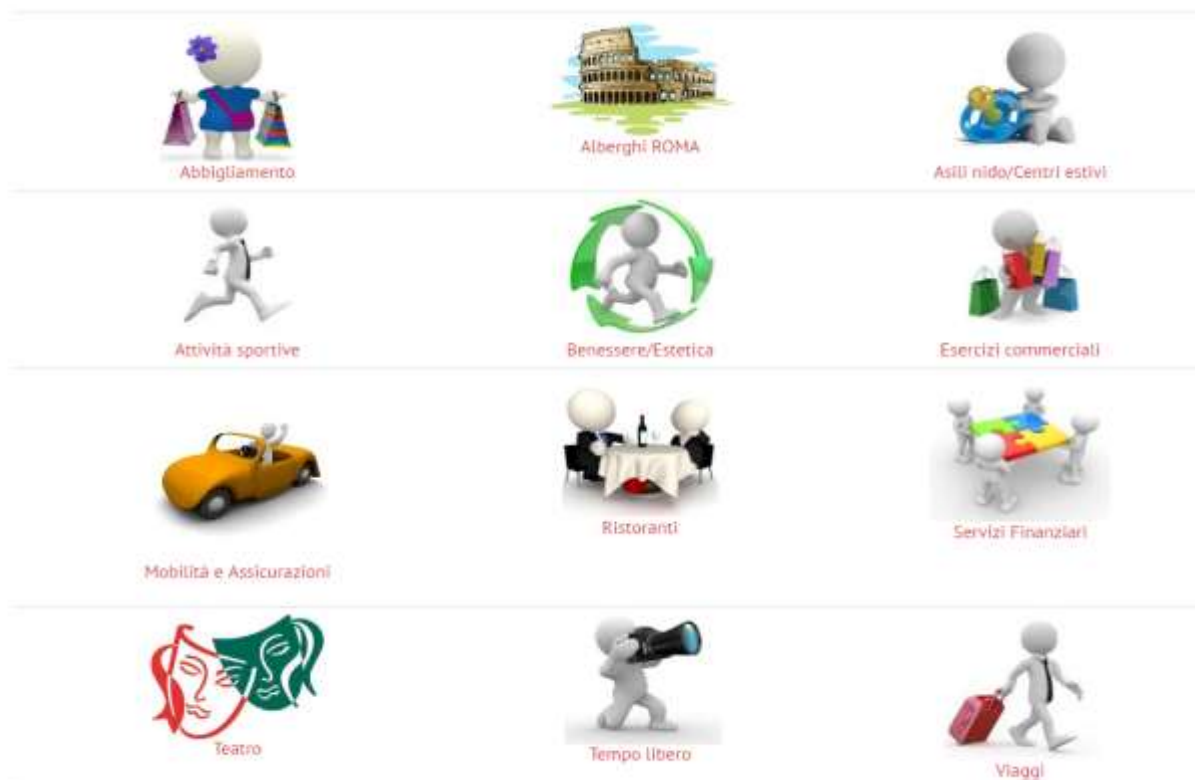 Abbigliamento
Alberghi ROMA
Asili nido/Centri estivi
Attività sportive
Benessere/Estetica
Esercizi commerciali
Mobilità e Assicurazioni
Ristoranti
Servizi Finanziari
Teatro
Tempo libero
Viaggi